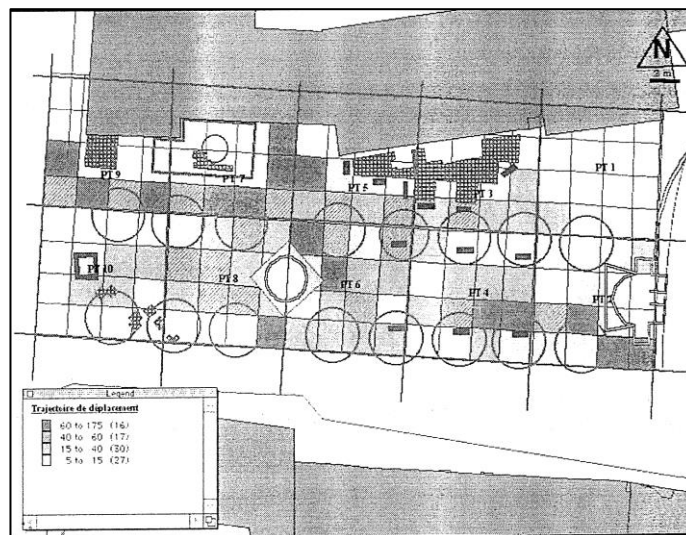 N
2 m
PT 1
PT 9
PT 7
PT 5
PT 3
PT 10
PT 8
PT 6
PT 4
Legend
Trajectoire de déplacement
60 to 175 (16)
40 to 60 (17)
15 to 40 (30)
5 to 15 (27)